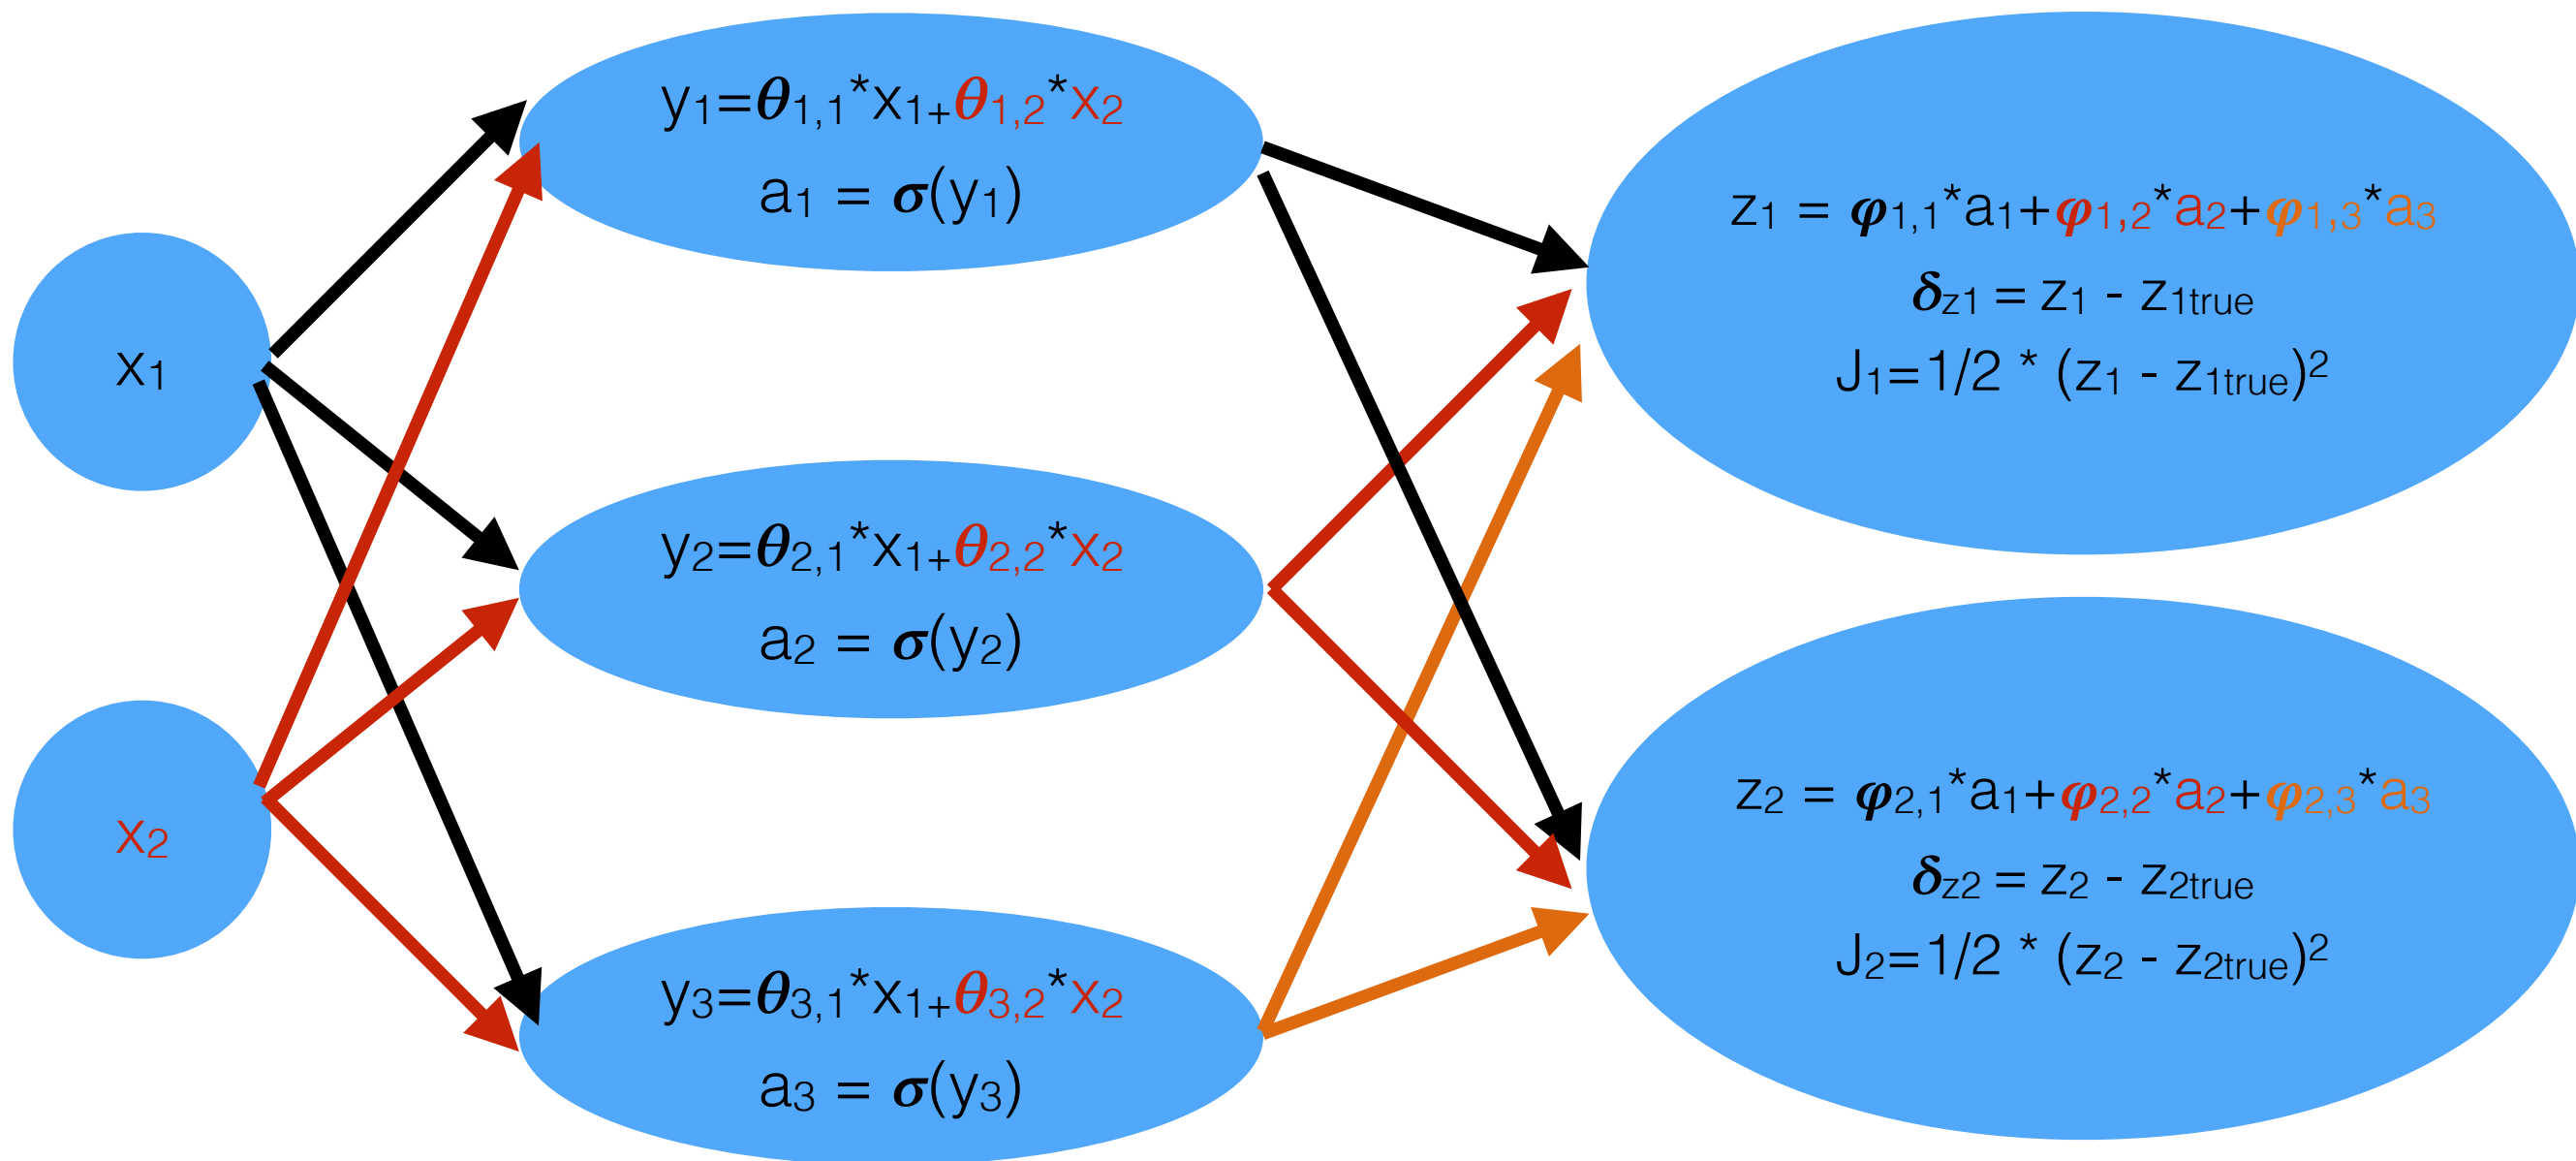 x₁
x₂
y₁=θ₁,₁*x₁₊θ₁,₂*x₂
a₁ = σ(y₁)
y₂=θ₂,₁*x₁₊θ₂,₂*x₂
a₂ = σ(y₂)
y₃=θ₃,₁*x₁₊θ₃,₂*x₂
a₃ = σ(y₃)
z₁ = φ₁,₁*a₁+φ₁,₂*a₂+φ₁,₃*a₃
δz1 = z₁ - z₁true
J₁=1/2 * (z₁ - z₁true)²
z₂ = φ₂,₁*a₁+φ₂,₂*a₂+φ₂,₃*a₃
δz2 = z₂ - z₂true
J₂=1/2 * (z₂ - z₂true)²